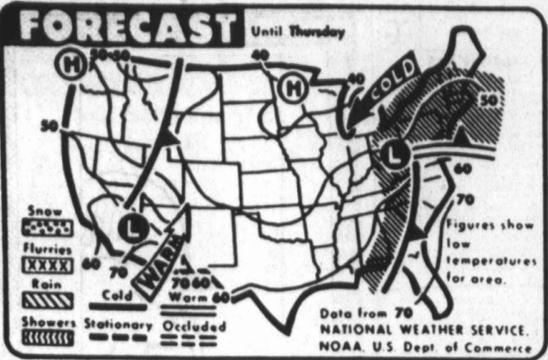 FORECAST Until Thursday
H 50 50 40 H 40 COLD
50
50
L
60
70
L
WARM
60 70 70 60 60
Snow
Flurries
Rain
Showers
Cold Warm
Stationary Occluded
Figures show
low
temperatures
for area.
70
Data from
NATIONAL WEATHER SERVICE,
NOAA, U.S. Dept. of Commerce